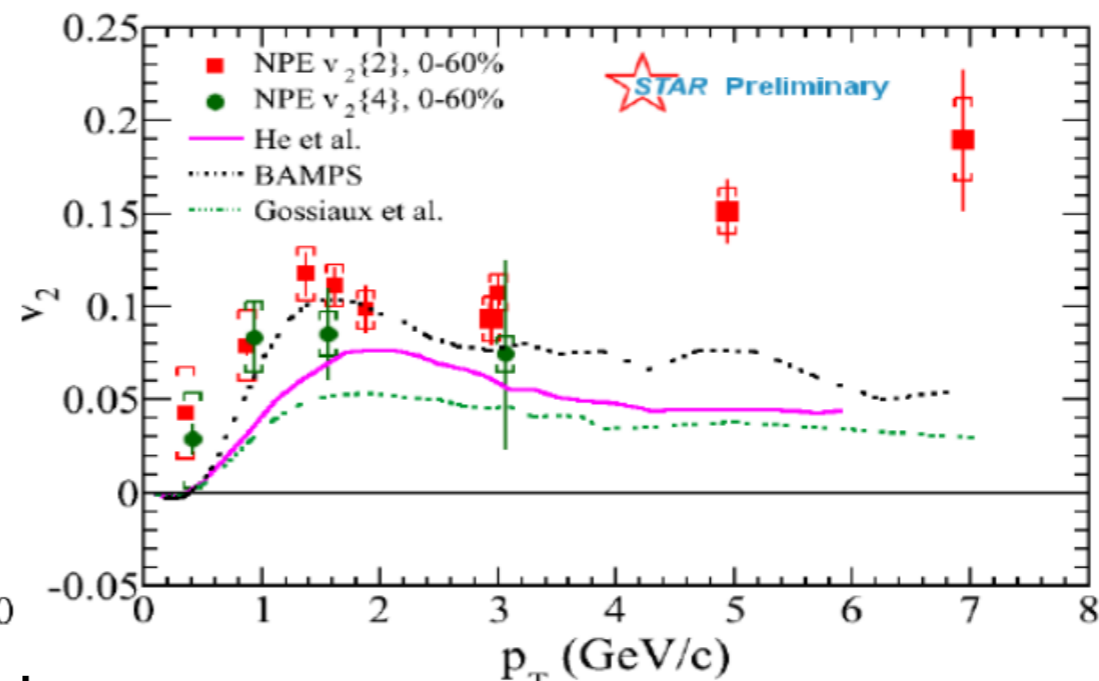 0.25
NPE v2{2}, 0-60%
STAR Preliminary
NPE v2{4}, 0-60%
0.2
He et al.
BAMPS
0.15
Gossiaux et al.
0.1
v2
0.05
0
-0.05
0 1 2 3 4 5 6 7 8
0
pT (GeV/c)